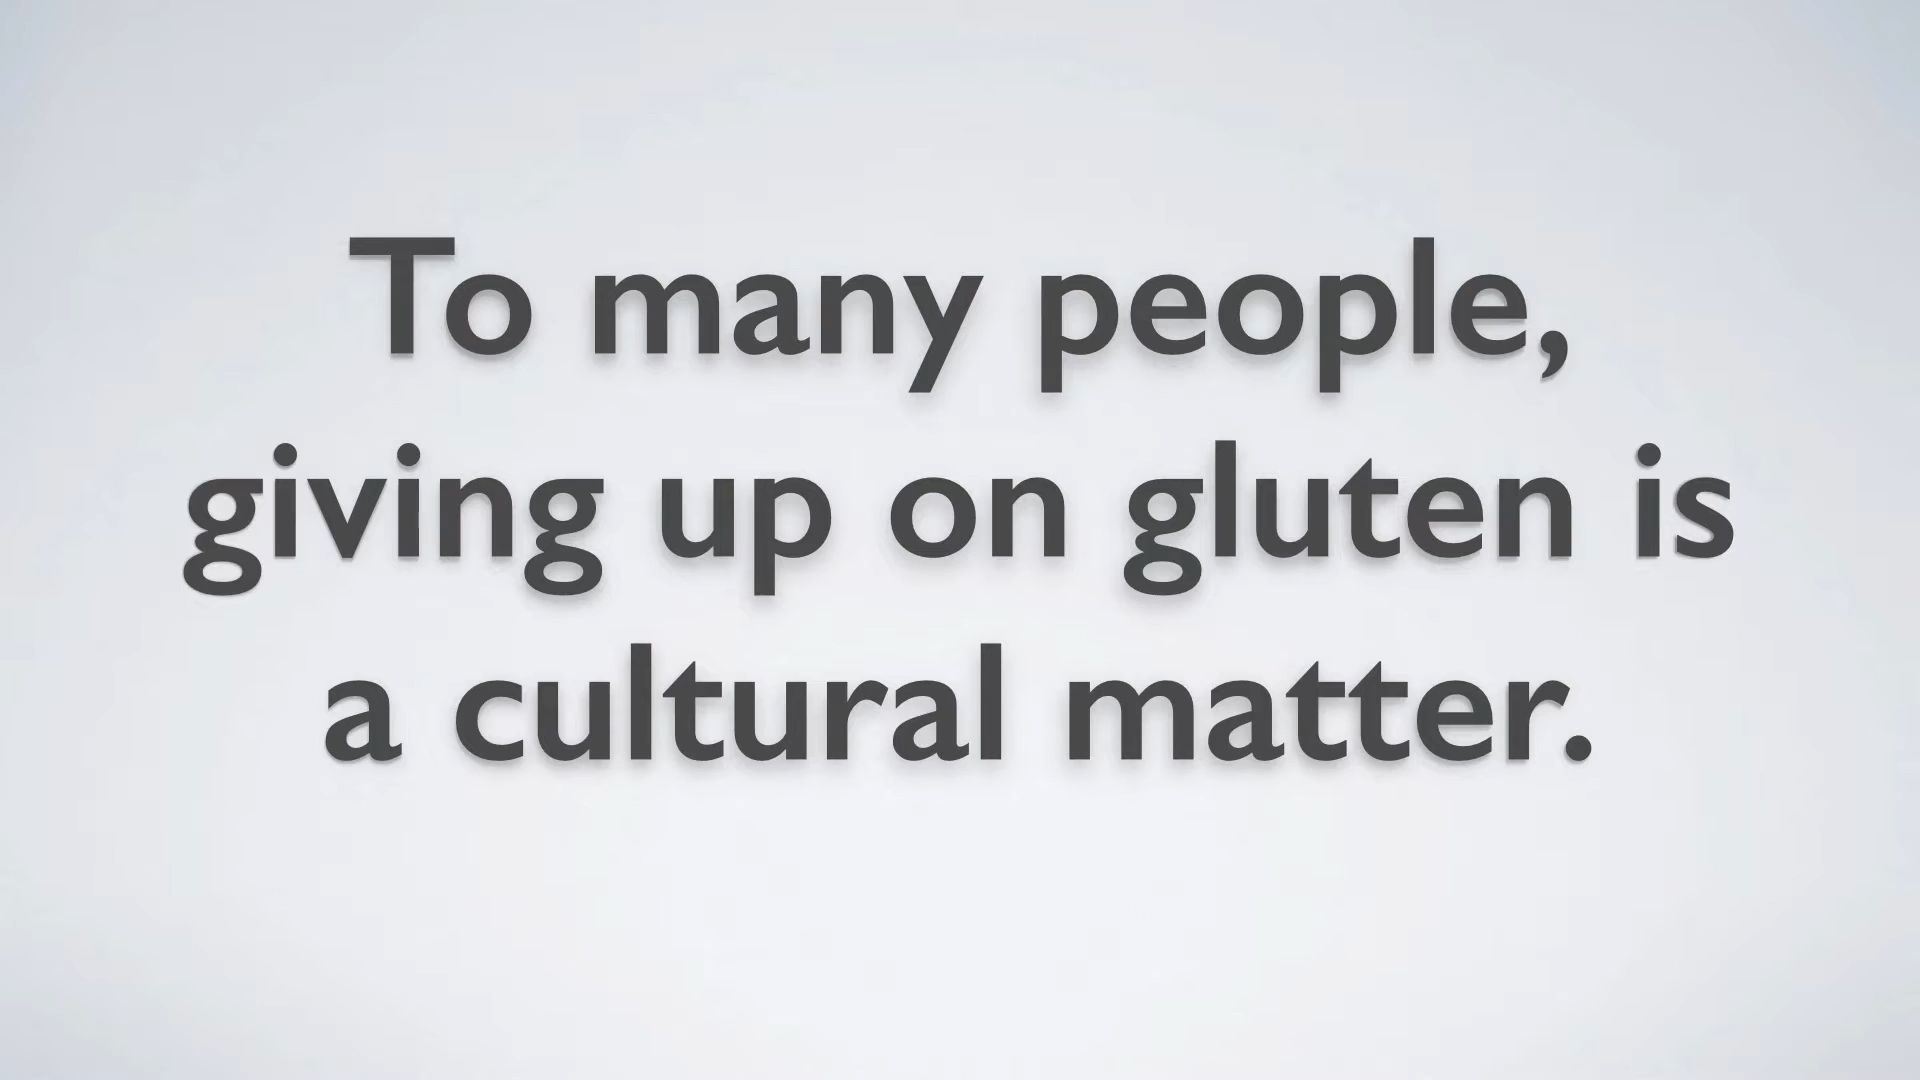 To many people,
giving up on gluten is
a cultural matter.